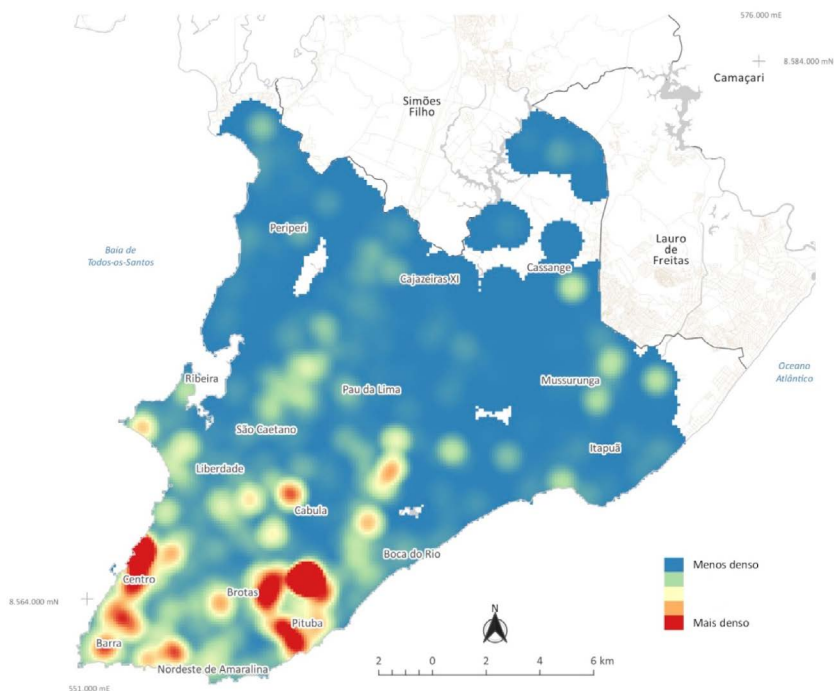 576.000 mE
8.584.000 mN
Camaçari
Simões
Filho
Baía de
Todos-os-Santos
Periperi
Lauro
de
Freitas
Cajazeiras XI
Cassange
Oceano
Atlântico
Ribeira
Pau da Lima
Mussurunga
São Caetano
Itapuã
Liberdade
Cabula
Boca do Rio
Menos denso
Centro
Brotas
8.564.000 mN
Pituba
Mais denso
N
Barra
Nordeste de Amaralina
2 0 2 4 6 km
551.000 mE